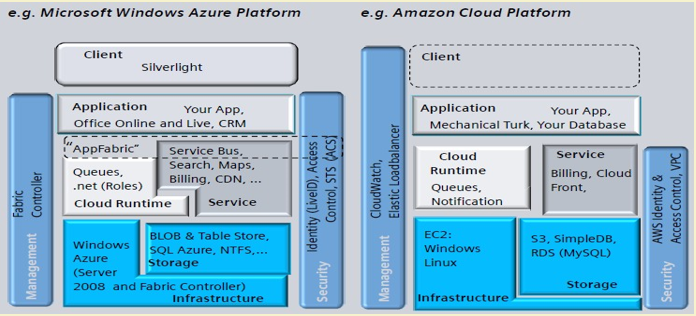 e.g. Microsoft Windows Azure Platform
Client
Silverlight
Fabric
Controller
Management
Application Your App,
Office Online and Live, CRM
"AppFabric"
Queues,
.net (Roles)
Cloud Runtime
Service Bus,
Search, Maps,
Billing, CDN, ...
Service
Windows
Azure
(Server
2008 and Fabric Controller)
Infrastructure
BLOB & Table Store,
SQL Azure, NTFS,...
Storage
Identity (LiveID), Access
Control, STS (ACS)
Security
e.g. Amazon Cloud Platform
CloudWatch,
Elastic Loadbalancer
Management
Client
Application Your App,
Mechanical Turk, Your Database
Cloud
Runtime
Queues,
Notification
Service
Billing, Cloud
Front,
EC2:
Windows
Linux
Infrastructure
S3, SimpleDB,
RDS (MySQL)
Storage
AWS Identity &
Access Control, VPC
Security